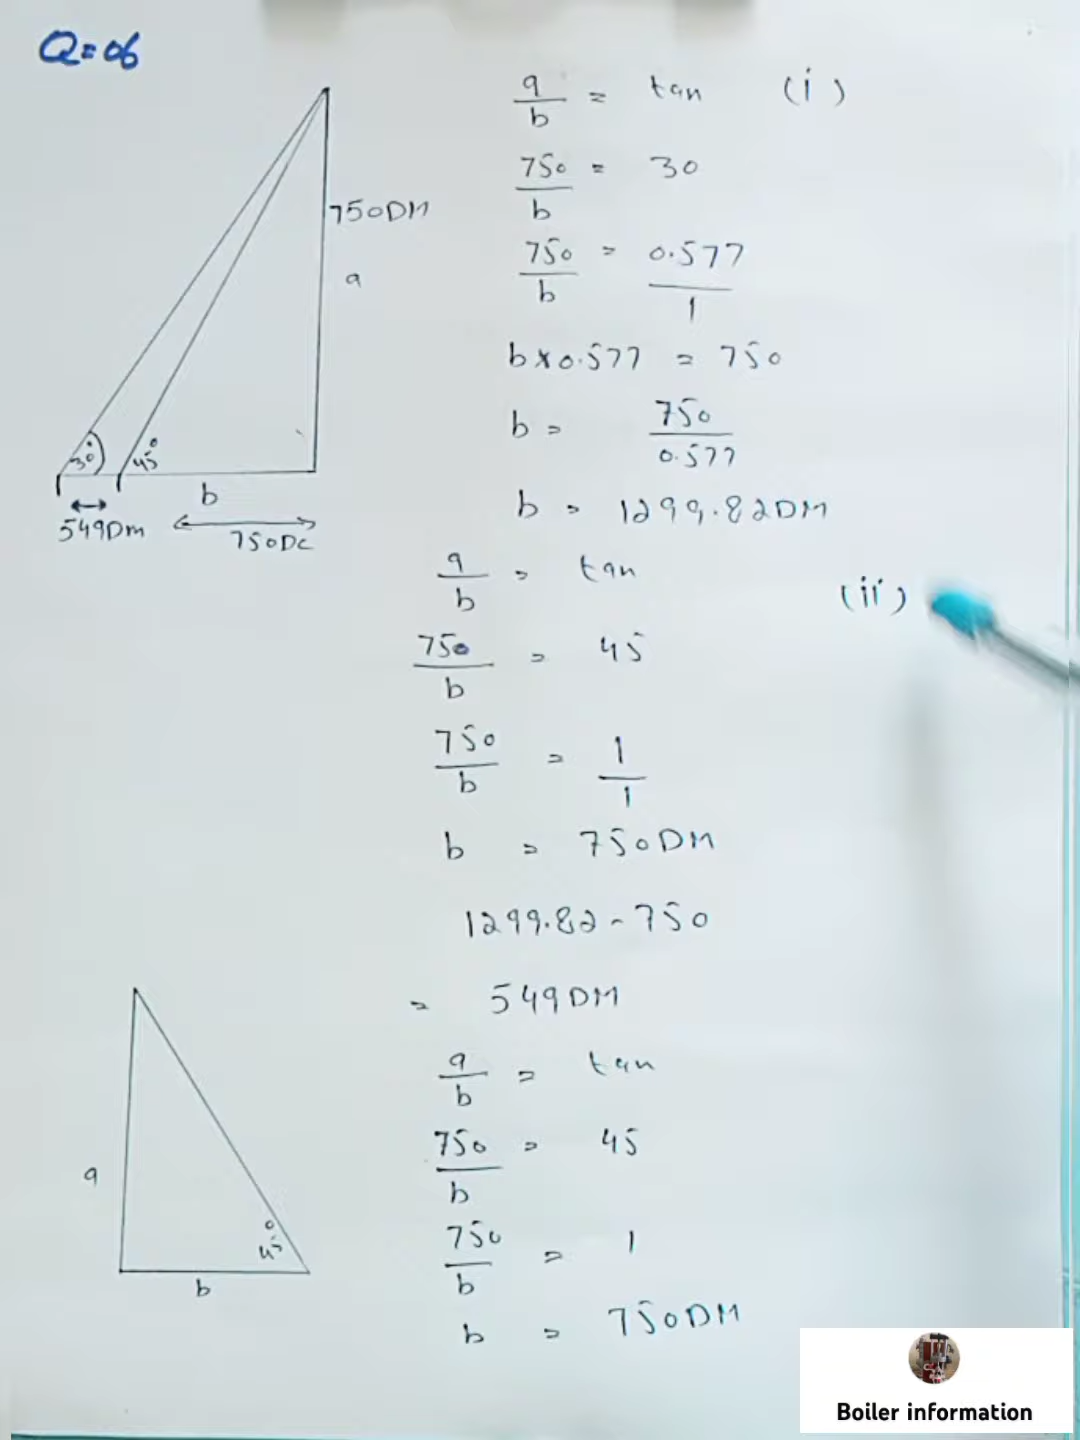 Q=06
a/b = tan (i)
750/b = 30
750/b = 0.577/1
b×0.577 = 750
b = 750/0.577
b = 1299.82DM
750DM
a
30°
45°
b
549Dm
750DC
a/b = tan (ii)
750/b = 45
750/b = 1/1
b = 750DM
1299.82-750
= 549DM
a/b = tan
750/b = 45
750/b = 1
b = 750DM
a
45°
b
Boiler information